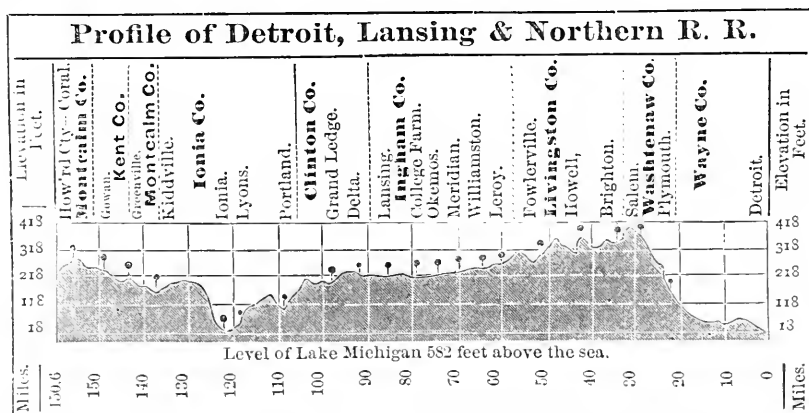 Profile of Detroit, Lansing & Northern R. R.
Elevation in
Feet.
How'rd Cty—Coral.
Montcalm Co.
Gowan.
Kent Co.
Greenville.
Montcalm Co.
Kiddville.
Ionia Co.
Ionia.
Lyons.
Portland.
Clinton Co.
Grand Ledge.
Delta.
Lansing.
Ingham Co.
College Farm.
Okemos.
Meridian.
Williamston.
Leroy.
Fowlerville.
Livingston Co.
Howell,
Brighton.
Salem.
Washtenaw Co.
Plymouth.
Wayne Co.
Detroit.
Elevation in
Feet.
418
318
218
118
18
418
318
218
118
13
Level of Lake Michigan 582 feet above the sea.
Miles. 150.6 150 140 130 120 110 100 90 80 70 60 50 40 30 20 10 0 Miles.